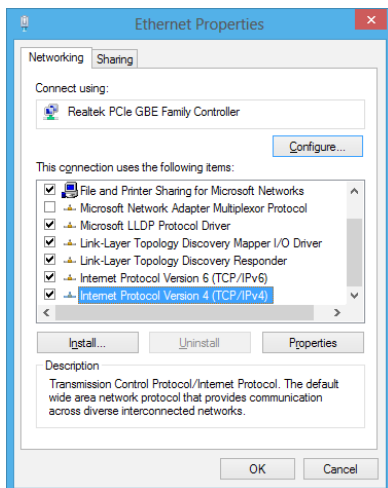 Ethernet Properties
Networking
Sharing
Connect using:
Realtek PCIe GBE Family Controller
Configure...
This connection uses the following items:
File and Printer Sharing for Microsoft Networks
Microsoft Network Adapter Multiplexor Protocol
Microsoft LLDP Protocol Driver
Link-Layer Topology Discovery Mapper I/O Driver
Link-Layer Topology Discovery Responder
Internet Protocol Version 6 (TCP/IPv6)
Internet Protocol Version 4 (TCP/IPv4)
Install...
Uninstall
Properties
Description
Transmission Control Protocol/Internet Protocol. The default
wide area network protocol that provides communication
across diverse interconnected networks.
OK
Cancel